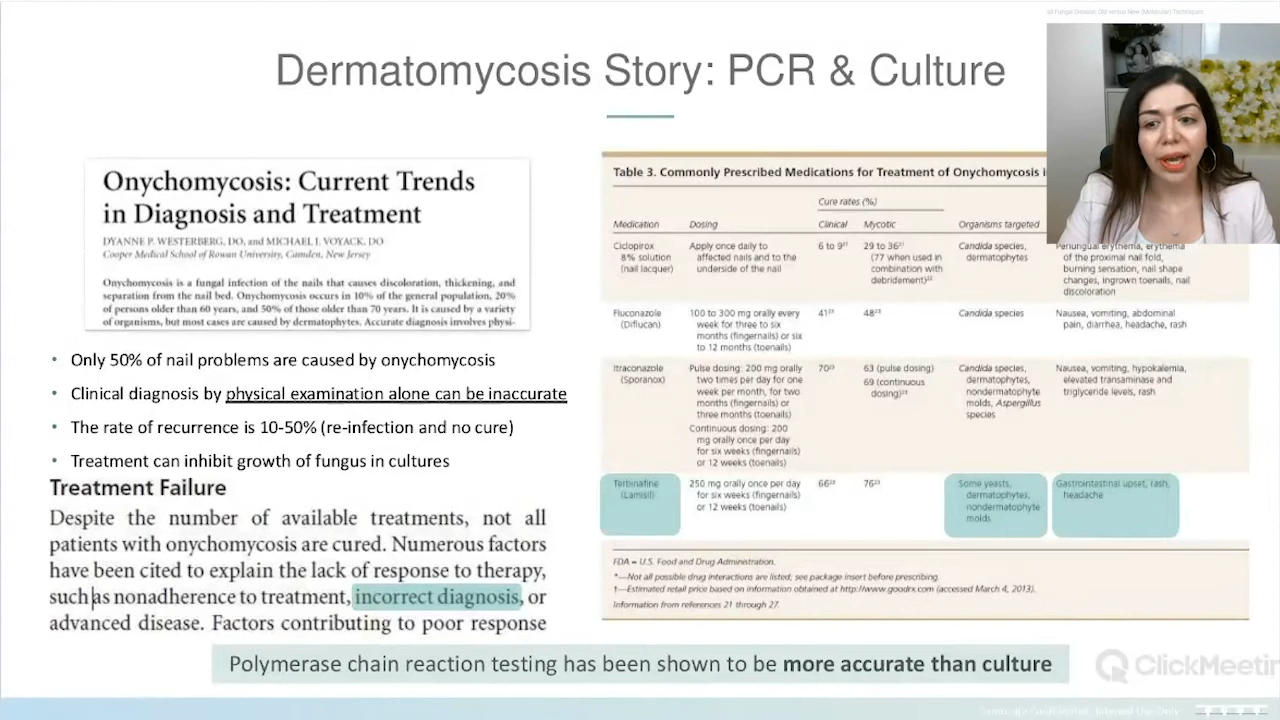 all Fungal Disease: Old versus New (Molecular) Techniques
Dermatomycosis Story: PCR & Culture
Onychomycosis: Current Trends
in Diagnosis and Treatment
DYANNE P. WESTERBERG, DO, and MICHAEL J. VOYACK, DO
Cooper Medical School of Rowan University, Camden, New Jersey
Onychomycosis is a fungal infection of the nails that causes discoloration, thickening, and
separation from the nail bed. Onychomycosis occurs in 10% of the general population, 20%
of persons older than 60 years, and 50% of those older than 70 years. It is caused by a variety
of organisms, but most cases are caused by dermatophytes. Accurate diagnosis involves physi-
• Only 50% of nail problems are caused by onychomycosis
• Clinical diagnosis by physical examination alone can be inaccurate
• The rate of recurrence is 10-50% (re-infection and no cure)
• Treatment can inhibit growth of fungus in cultures
Treatment Failure
Despite the number of available treatments, not all
patients with onychomycosis are cured. Numerous factors
have been cited to explain the lack of response to therapy,
such as nonadherence to treatment, incorrect diagnosis, or
advanced disease. Factors contributing to poor response
Table 3. Commonly Prescribed Medications for Treatment of Onychomycosis i
Cure rates (%)
Medication Dosing Clinical Mycotic Organisms targeted
Ciclopirox Apply once daily to 6 to 9 29 to 36 Candida species, Periungual erythema, erythema
8% solution affected nails and to the (77 when used in dermatophytes of the proximal nail fold,
(nail lacquer) underside of the nail combination with burning sensation, nail shape
debridement) changes, ingrown toenails, nail
discoloration
Fluconazole 100 to 300 mg orally every 41 48 Candida species Nausea, vomiting, abdominal
(Diflucan) week for three to six pain, diarrhea, headache, rash
months (fingernails) or six
to 12 months (toenails)
Itraconazole Pulse dosing: 200 mg orally 70 63 (pulse dosing) Candida species, Nausea, vomiting, hypokalemia,
(Sporanox) two times per day for one 69 (continuous dermatophytes, elevated transaminase and
week per month, for two dosing) nondermatophyte triglyceride levels, rash
months (fingernails) or molds, Aspergillus
three months (toenails) species
Continuous dosing: 200
mg orally once per day
for six weeks (fingernails)
or 12 weeks (toenails)
Terbinafine 250 mg orally once per day 66 76 Some yeasts, Gastrointestinal upset, rash,
(Lamisil) for six weeks (fingernails) dermatophytes, headache
or 12 weeks (toenails) nondermatophyte
molds
FDA = U.S. Food and Drug Administration.
*—Not all possible drug interactions are listed; see package insert before prescribing.
†—Estimated retail price based on information obtained at http://www.goodrx.com (accessed March 4, 2013).
Information from references 21 through 27.
Polymerase chain reaction testing has been shown to be more accurate than culture
ClickMeetin